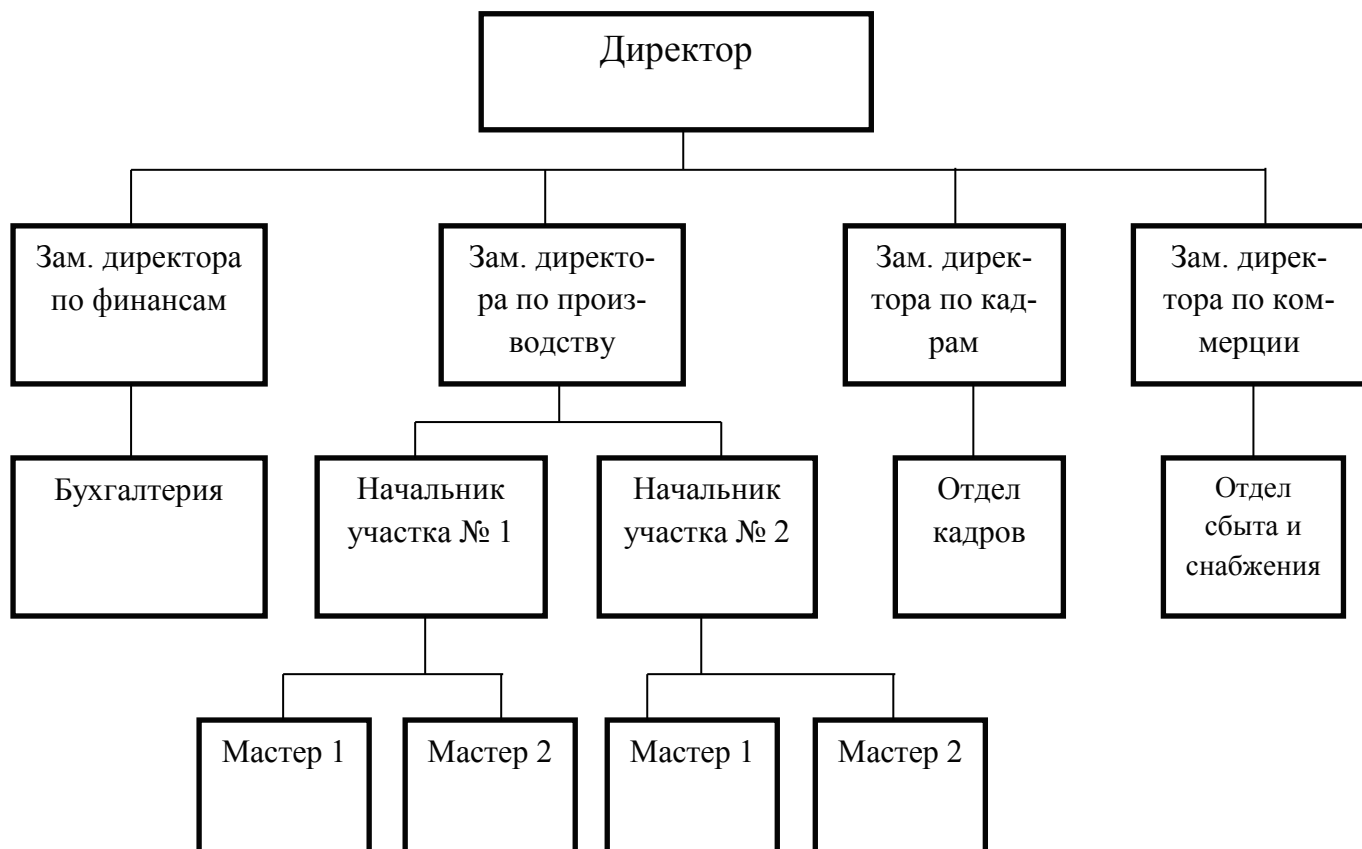 Директор
Зам. директора
по финансам
Зам. директо-
ра по произ-
водству
Зам. дирек-
тора по кад-
рам
Зам. дирек-
тора по ком-
мерции
Бухгалтерия
Начальник
участка № 1
Начальник
участка № 2
Отдел
кадров
Отдел
сбыта и
снабжения
Мастер 1
Мастер 2
Мастер 1
Мастер 2